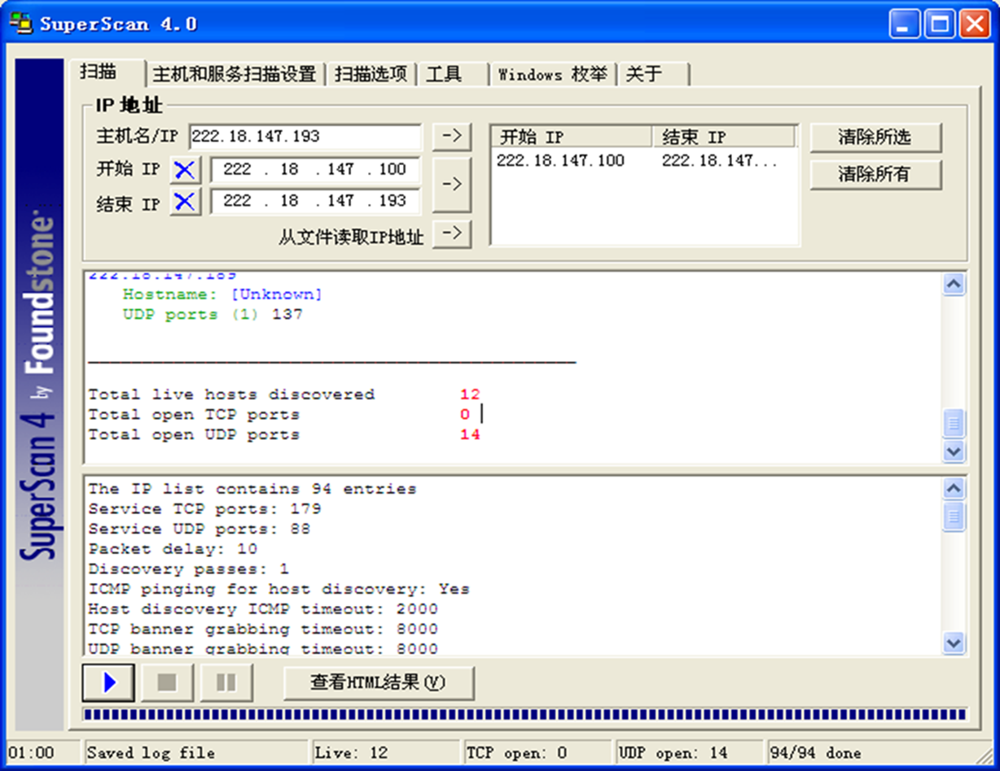 SuperScan 4.0
扫描 主机和服务扫描设置 扫描选项 工具 Windows 枚举 关于
IP 地址
主机名/IP 222.18.147.193 ->
开始 IP 222 . 18 . 147 . 100 ->
结束 IP 222 . 18 . 147 . 193
从文件读取IP地址 ->
开始 IP 结束 IP
222.18.147.100 222.18.147...
清除所选
清除所有
SuperScan 4 by Foundstone
222.18.147.189
Hostname: [Unknown]
UDP ports (1) 137
Total live hosts discovered 12
Total open TCP ports 0
Total open UDP ports 14
The IP list contains 94 entries
Service TCP ports: 179
Service UDP ports: 88
Packet delay: 10
Discovery passes: 1
ICMP pinging for host discovery: Yes
Host discovery ICMP timeout: 2000
TCP banner grabbing timeout: 8000
UDP banner grabbing timeout: 8000
查看HTML结果(V)
01:00 Saved log file Live: 12 TCP open: 0 UDP open: 14 94/94 done